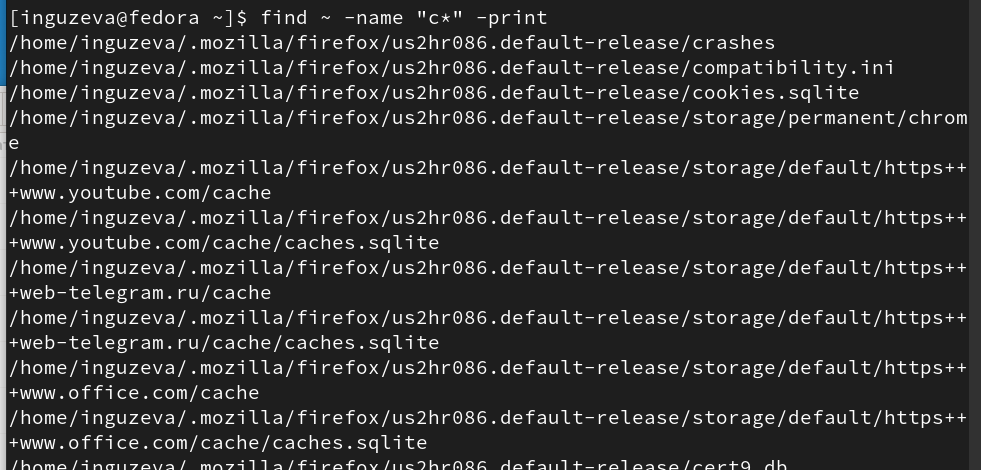 [inguzeva@fedora ~]$ find ~ -name "c*" -print
/home/inguzeva/.mozilla/firefox/us2hr086.default-release/crashes
/home/inguzeva/.mozilla/firefox/us2hr086.default-release/compatibility.ini
/home/inguzeva/.mozilla/firefox/us2hr086.default-release/cookies.sqlite
/home/inguzeva/.mozilla/firefox/us2hr086.default-release/storage/permanent/chrom
e
/home/inguzeva/.mozilla/firefox/us2hr086.default-release/storage/default/https++
+www.youtube.com/cache
/home/inguzeva/.mozilla/firefox/us2hr086.default-release/storage/default/https++
+www.youtube.com/cache/caches.sqlite
/home/inguzeva/.mozilla/firefox/us2hr086.default-release/storage/default/https++
+web-telegram.ru/cache
/home/inguzeva/.mozilla/firefox/us2hr086.default-release/storage/default/https++
+web-telegram.ru/cache/caches.sqlite
/home/inguzeva/.mozilla/firefox/us2hr086.default-release/storage/default/https++
+www.office.com/cache
/home/inguzeva/.mozilla/firefox/us2hr086.default-release/storage/default/https++
+www.office.com/cache/caches.sqlite
/home/inguzeva/.mozilla/firefox/us2hr086.default-release/cert9.db